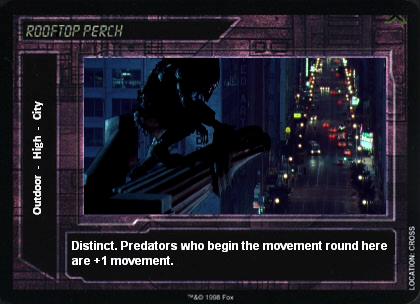 ROOFTOP PERCH
Outdoor - High - City
Distinct. Predators who begin the movement round here
are +1 movement.
LOCATION: CROSS
™&© 1998 Fox